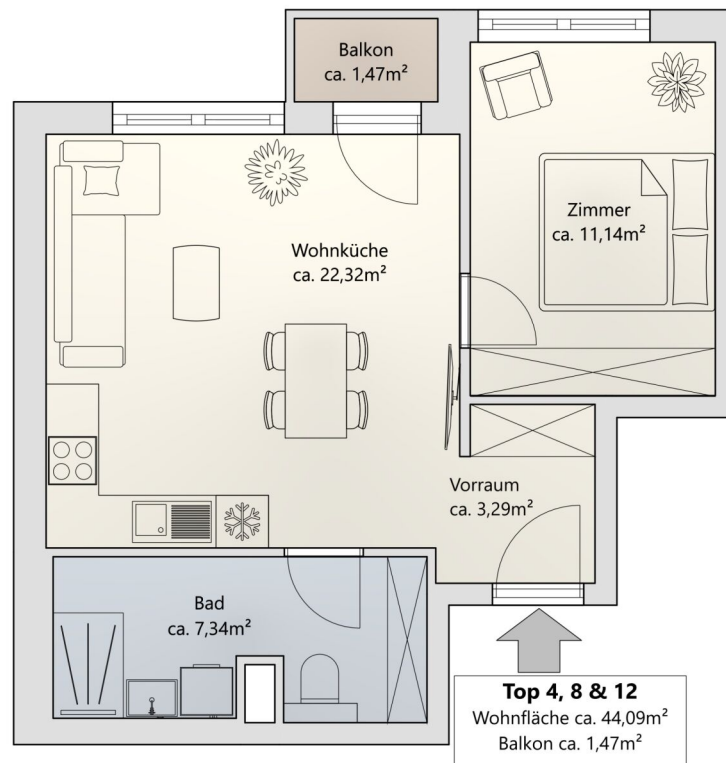 Balkon
ca. 1,47m²
Zimmer
ca. 11,14m²
Wohnküche
ca. 22,32m²
Vorraum
ca. 3,29m²
Bad
ca. 7,34m²
Top 4, 8 & 12
Wohnfläche ca. 44,09m²
Balkon ca. 1,47m²